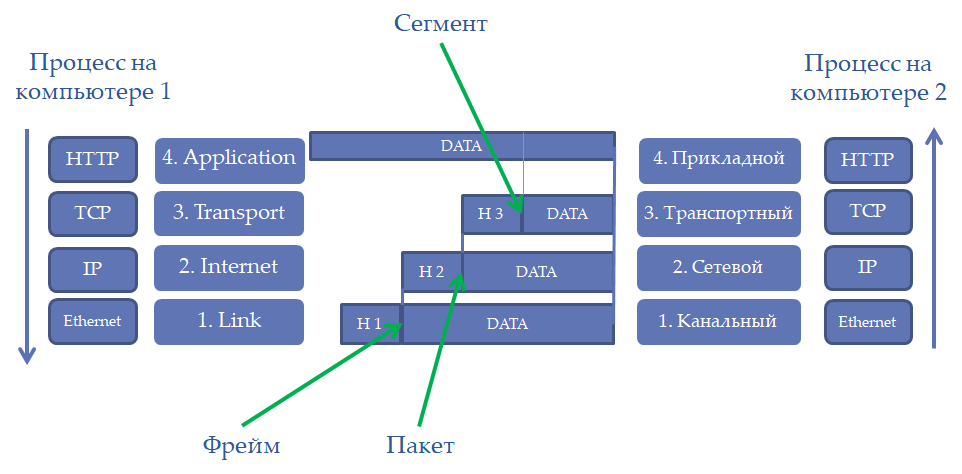 Сегмент
Процесс на
компьютере 1
Процесс на
компьютере 2
HTTP 4. Application DATA 4. Прикладной HTTP
TCP 3. Transport H 3 DATA 3. Транспортный TCP
IP 2. Internet H 2 DATA 2. Сетевой IP
Ethernet 1. Link H 1 DATA 1. Канальный Ethernet
Фрейм Пакет